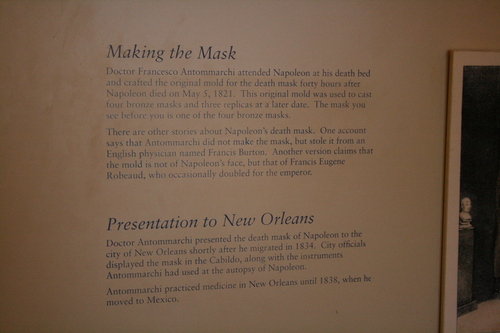 Making the Mask
Doctor Francesco Antommarchi attended Napoleon at his death bed
and crafted the original mold for the death mask forty hours after
Napoleon died on May 5, 1821. This original mold was used to cast
four bronze masks and three replicas at a later date. The mask you
see before you is one of the four bronze masks.
There are other stories about Napoleon's death mask. One account
says that Antommarchi did not make the mask, but stole it from an
English physician named Francis Burton. Another version claims that
the mold is not of Napoleon's face, but that of Francis Eugene
Robeaud, who occasionally doubled for the emperor.
Presentation to New Orleans
Doctor Antommarchi presented the death mask of Napoleon to the
city of New Orleans shortly after he migrated in 1834. City officials
displayed the mask in the Cabildo, along with the instruments
Antommarchi had used at the autopsy of Napoleon.
Antommarchi practiced medicine in New Orleans until 1838, when he
moved to Mexico.